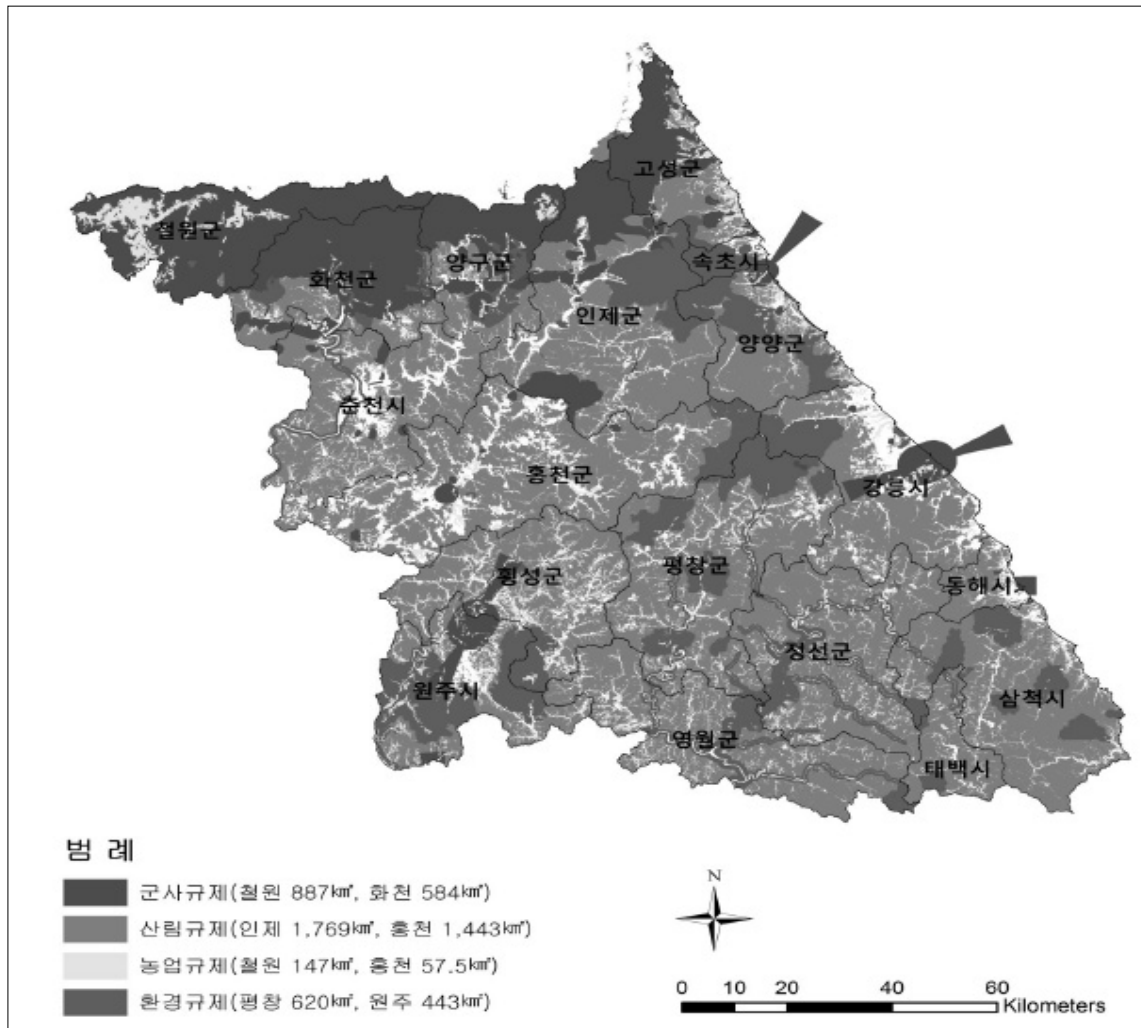 고성군
철원군
속초시
양구군
화천군
인제군
양양군
춘천시
홍천군
강릉시
횡성군
평창군
동해시
정선군
원주시
삼척시
영월군
태백시
범 례
군사규제(철원 887㎢, 화천 584㎢)
산림규제(인제 1,769㎢, 홍천 1,443㎢)
농업규제(철원 147㎢, 홍천 57.5㎢)
환경규제(평창 620㎢, 원주 443㎢)
N
0 10 20 40 60
Kilometers